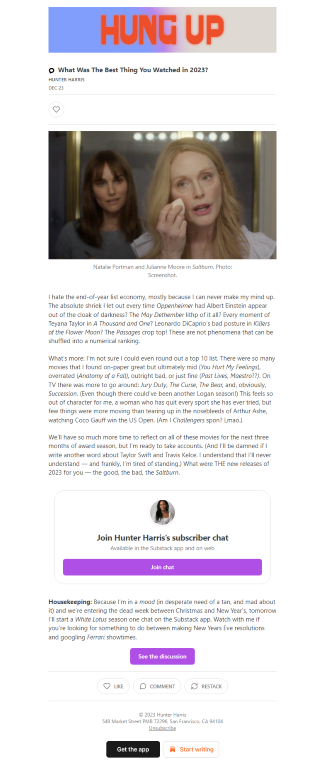 HUNG UP
What Was The Best Thing You Watched in 2023?
HUNTER HARRIS
DEC 23
Natalie Portman and Julianne Moore in Saltburn. Photo:
Screenshot.
I hate the end-of-year list economy, mostly because I can never make my mind up.
The absolute shriek I let out every time Oppenheimer had Albert Einstein appear
out of the cloak of darkness? The May Dethember lithp of it all? Every moment of
Teyana Taylor in A Thousand and One? Leonardo DiCaprio's bad posture in Killers
of the Flower Moon? The Passages crop top! These are not phenomena that can be
shuffled into a numerical ranking.
What's more: I'm not sure I could even round out a top 10 list. There were so many
movies that I found on-paper great but ultimately mid (You Hurt My Feelings),
overrated (Anatomy of a Fall), outright bad, or just fine (Past Lives, Maestro??). On
TV there was more to go around: Jury Duty, The Curse, The Bear, and, obviously,
Succession. (Even though there could've been another Logan season!) This feels so
out of character for me, a woman who has quit every sport she has ever tried, but
few things were more moving than tearing up in the nosebleeds of Arthur Ashe,
watching Coco Gauff win the US Open. (Am I Challengers spon? Lmao.)
We'll have so much more time to reflect on all of these movies for the next three
months of award season, but I'm ready to take accounts. (And I'll be damned if I
write another word about Taylor Swift and Travis Kelce. I understand that I'll never
understand — and frankly, I'm tired of standing.) What were THE new releases of
2023 for you — the good, the bad, the Saltburn.
Join Hunter Harris's subscriber chat
Available in the Substack app and on web
Join chat
Housekeeping: Because I'm in a mood (in desperate need of a tan, and mad about
it) and we're entering the dead week between Christmas and New Year's, tomorrow
I'll start a White Lotus season one chat on the Substack app. Watch with me if
you're looking for something to do between making New Years Eve resolutions
and googling Ferrari showtimes.
See the discussion
LIKE
COMMENT
RESTACK
© 2023 Hunter Harris
548 Market Street PMB 72296, San Francisco, CA 94104
Unsubscribe
Get the app
Start writing